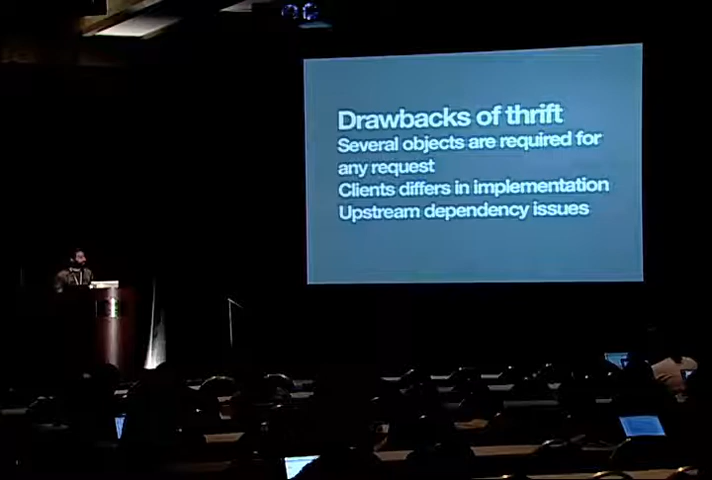 Drawbacks of thrift
Several objects are required for
any request
Clients differs in implementation
Upstream dependency issues